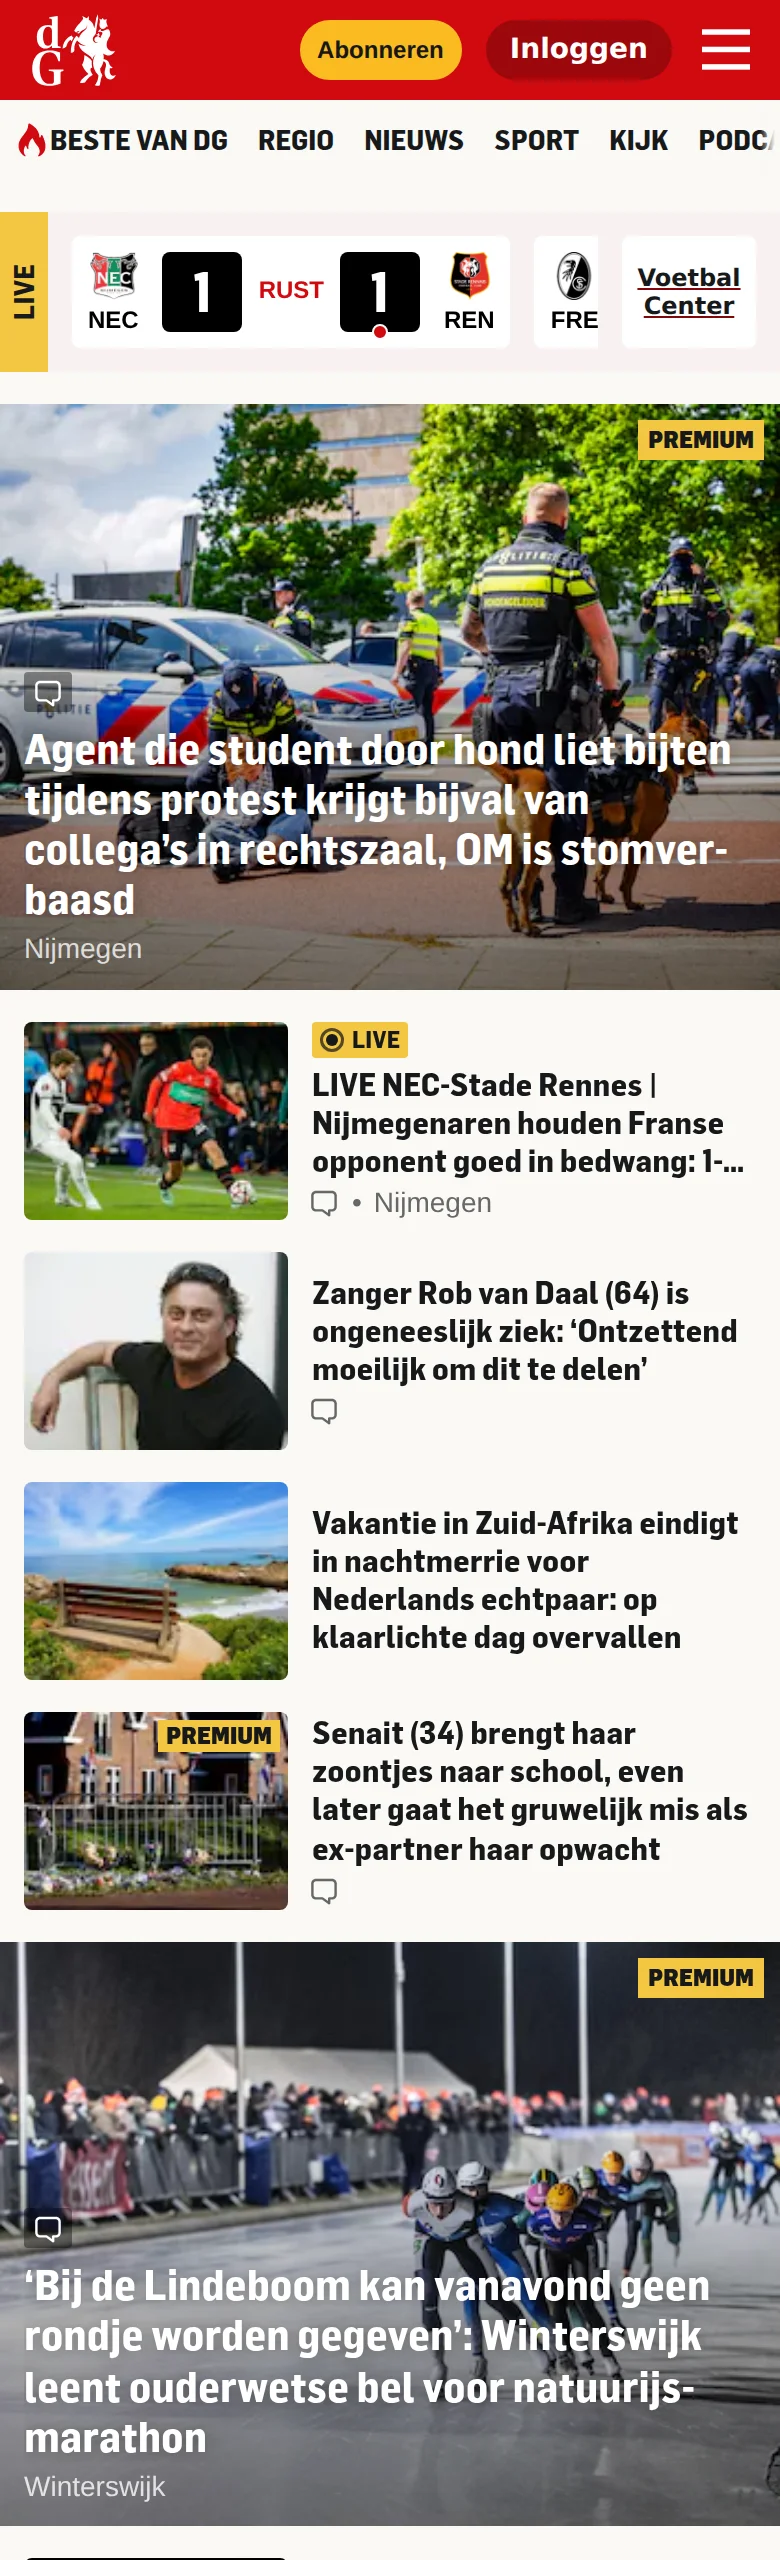 dG
Abonneren
Inloggen
BESTE VAN DG
REGIO
NIEUWS
SPORT
KIJK
PODCA
LIVE
NEC
NEC
1
RUST
1
REN
FRE
Voetbal
Center
PREMIUM
POLITIE
HONDENGELEIDER
POLITIE
Agent die student door hond liet bijten
tijdens protest krijgt bijval van
collega’s in rechtszaal, OM is stomver-
baasd
Nijmegen
LIVE
LIVE NEC-Stade Rennes |
Nijmegenaren houden Franse
opponent goed in bedwang: 1-...
• Nijmegen
Zanger Rob van Daal (64) is
ongeneeslijk ziek: ‘Ontzettend
moeilijk om dit te delen’
Vakantie in Zuid-Afrika eindigt
in nachtmerrie voor
Nederlands echtpaar: op
klaarlichte dag overvallen
PREMIUM
Senait (34) brengt haar
zoontjes naar school, even
later gaat het gruwelijk mis als
ex-partner haar opwacht
PREMIUM
‘Bij de Lindeboom kan vanavond geen
rondje worden gegeven’: Winterswijk
leent ouderwetse bel voor natuurijs-
marathon
Winterswijk